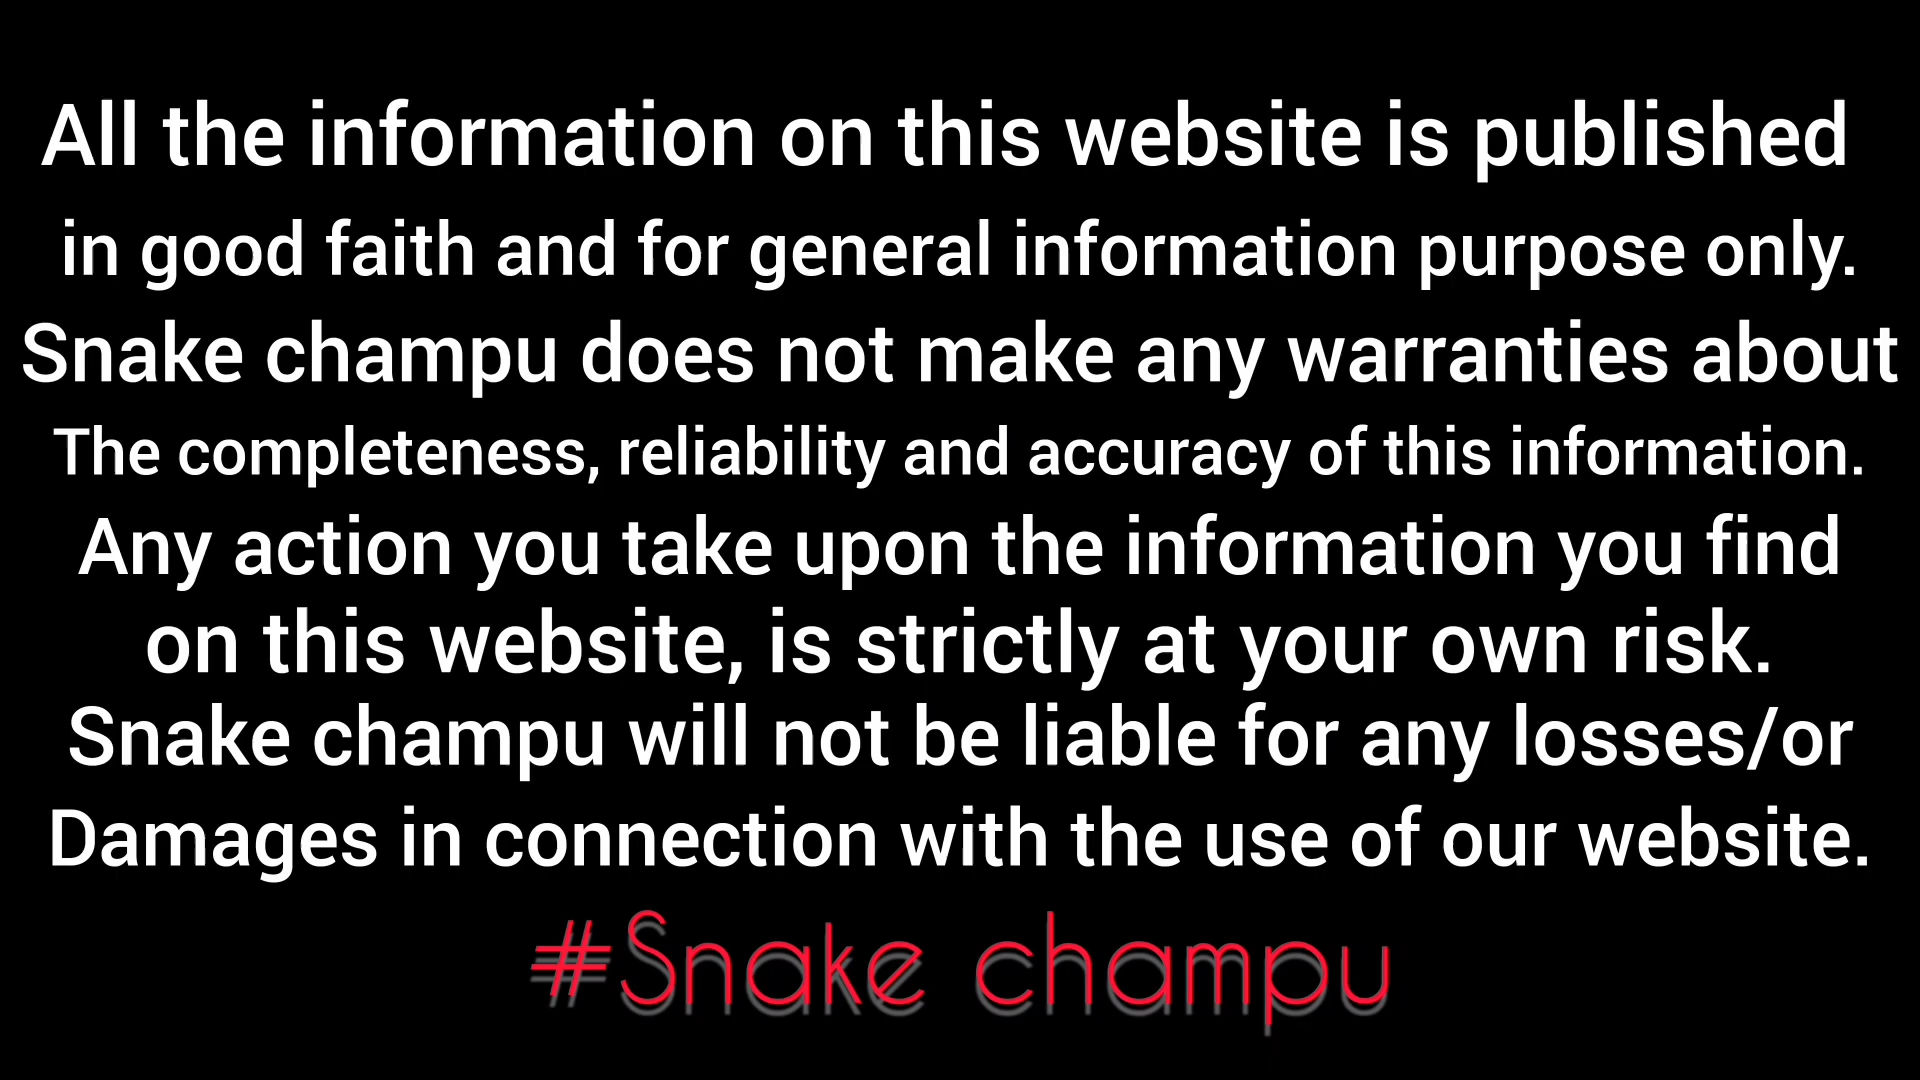 All the information on this website is published
in good faith and for general information purpose only.
Snake champu does not make any warranties about
The completeness, reliability and accuracy of this information.
Any action you take upon the information you find
on this website, is strictly at your own risk.
Snake champu will not be liable for any losses/or
Damages in connection with the use of our website.
#Snake champu